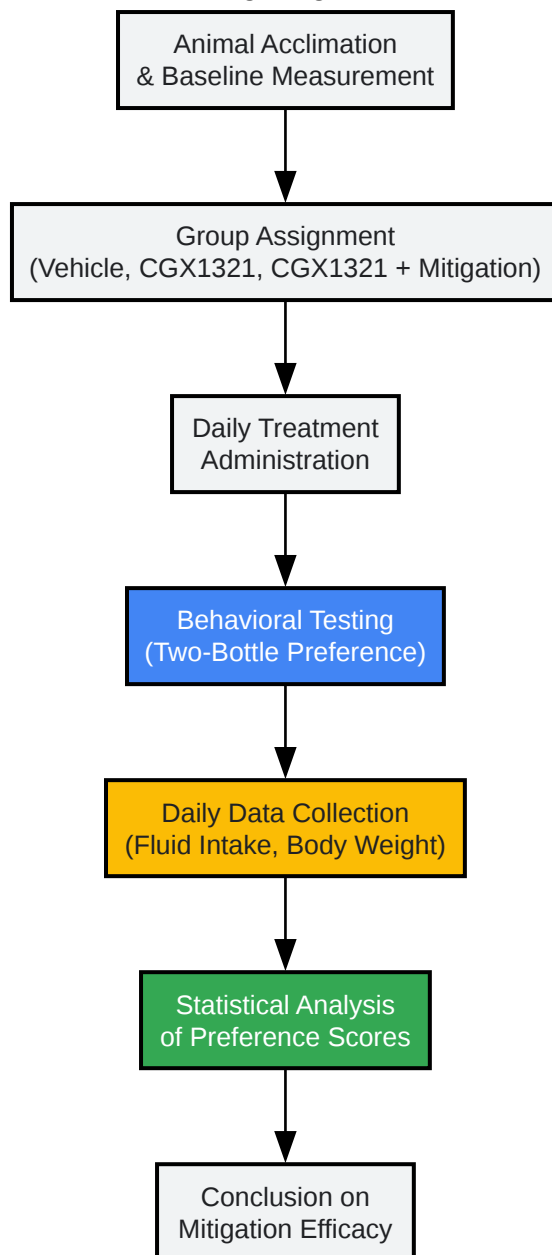 Animal Acclimation
& Baseline Measurement
Group Assignment
(Vehicle, CGX1321, CGX1321 + Mitigation)
Daily Treatment
Administration
Behavioral Testing
(Two-Bottle Preference)
Daily Data Collection
(Fluid Intake, Body Weight)
Statistical Analysis
of Preference Scores
Conclusion on
Mitigation Efficacy